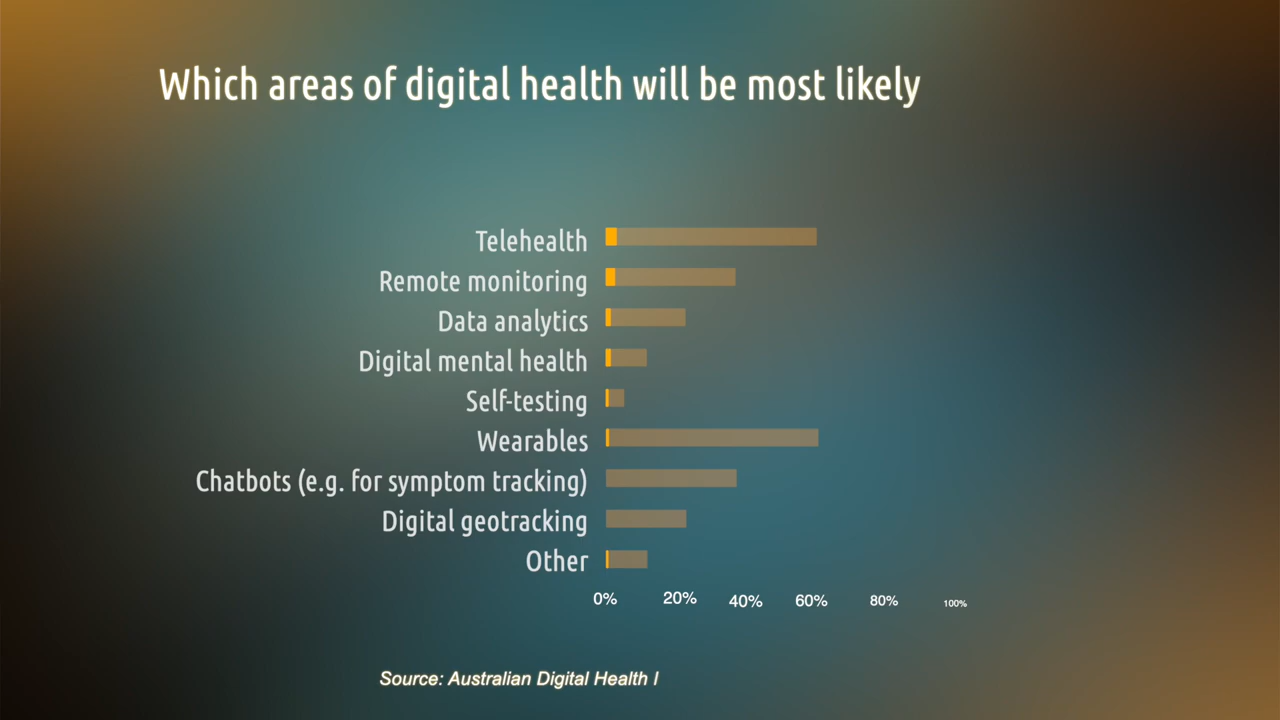 Which areas of digital health will be most likely
Telehealth
Remote monitoring
Data analytics
Digital mental health
Self-testing
Wearables
Chatbots (e.g. for symptom tracking)
Digital geotracking
Other
0% 20% 40% 60% 80% 100%
Source: Australian Digital Health I